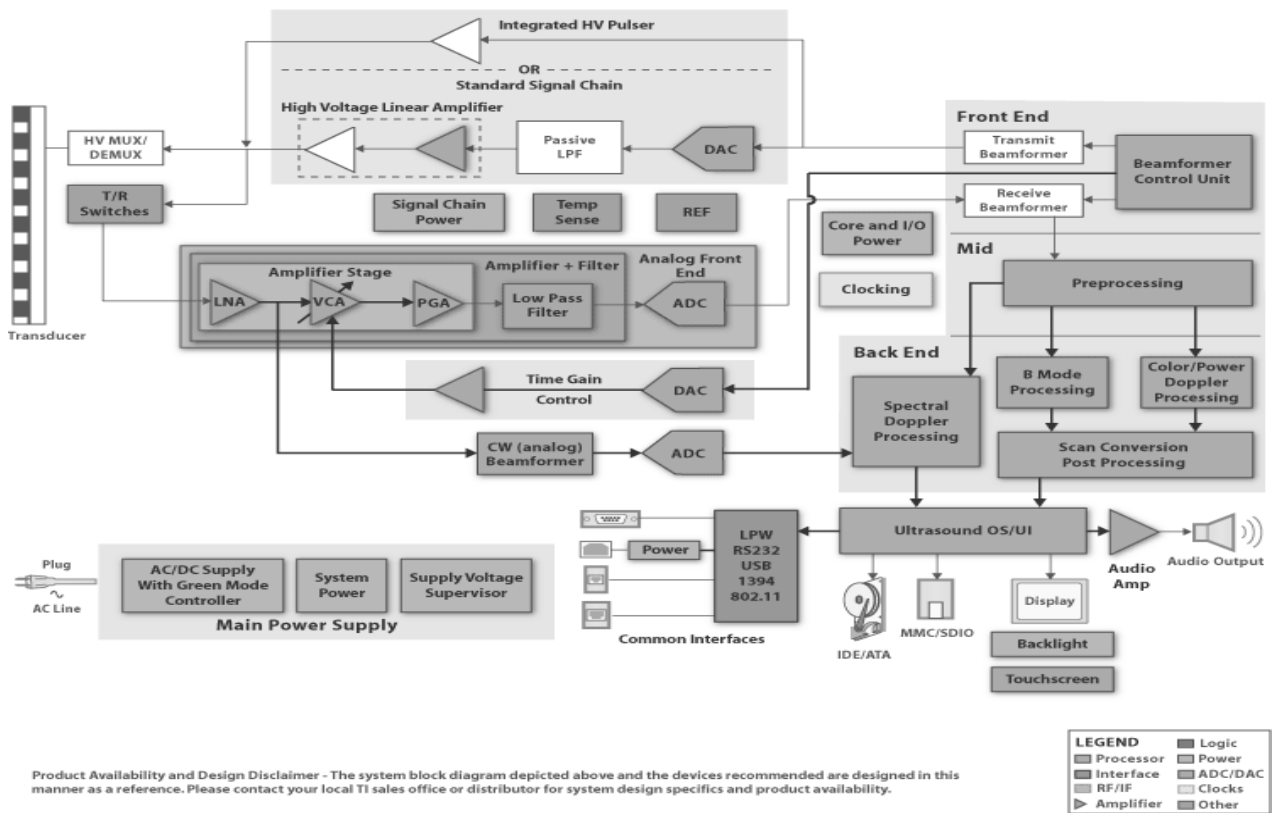 Integrated HV Pulser
OR
Standard Signal Chain
High Voltage Linear Amplifier
Passive
LPF
DAC
HV MUX/
DEMUX
T/R
Switches
Transducer
Signal Chain
Power
Temp
Sense
REF
Front End
Transmit
Beamformer
Receive
Beamformer
Beamformer
Control Unit
Core and I/O
Power
Clocking
Mid
Preprocessing
Amplifier Stage
Amplifier + Filter
Analog Front
End
LNA
VCA
PGA
Low Pass
Filter
ADC
Time Gain
Control
DAC
CW (analog)
Beamformer
ADC
Back End
Spectral
Doppler
Processing
B Mode
Processing
Color/Power
Doppler
Processing
Scan Conversion
Post Processing
Ultrasound OS/UI
Audio
Amp
Audio Output
LPW
RS232
USB
1394
802.11
Power
Common Interfaces
IDE/ATA
MMC/SDIO
Display
Backlight
Touchscreen
Plug
AC Line
AC/DC Supply
With Green Mode
Controller
System
Power
Supply Voltage
Supervisor
Main Power Supply
LEGEND
Processor
Interface
RF/IF
Amplifier
Logic
Power
ADC/DAC
Clocks
Other
Product Availability and Design Disclaimer - The system block diagram depicted above and the devices recommended are designed in this
manner as a reference. Please contact your local TI sales office or distributor for system design specifics and product availability.